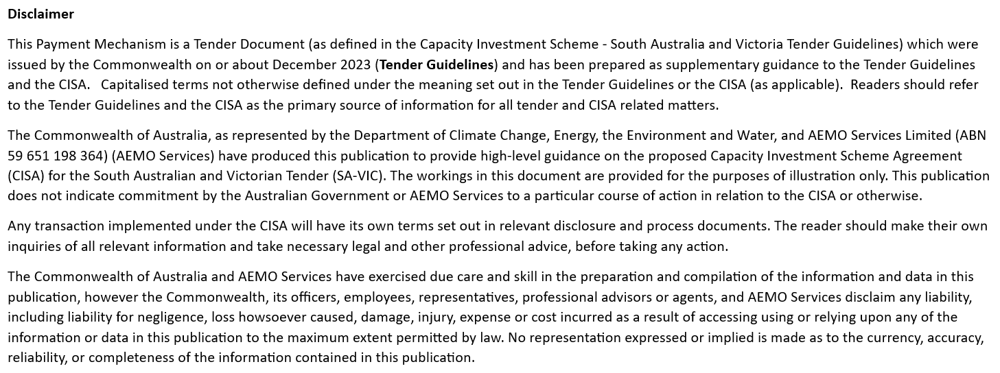 Disclaimer
This Payment Mechanism is a Tender Document (as defined in the Capacity Investment Scheme - South Australia and Victoria Tender Guidelines) which were
issued by the Commonwealth on or about December 2023 (Tender Guidelines) and has been prepared as supplementary guidance to the Tender Guidelines
and the CISA.   Capitalised terms not otherwise defined under the meaning set out in the Tender Guidelines or the CISA (as applicable).  Readers should refer
to the Tender Guidelines and the CISA as the primary source of information for all tender and CISA related matters.
The Commonwealth of Australia, as represented by the Department of Climate Change, Energy, the Environment and Water, and AEMO Services Limited (ABN
59 651 198 364) (AEMO Services) have produced this publication to provide high-level guidance on the proposed Capacity Investment Scheme Agreement
(CISA) for the South Australian and Victorian Tender (SA-VIC). The workings in this document are provided for the purposes of illustration only. This publication
does not indicate commitment by the Australian Government or AEMO Services to a particular course of action in relation to the CISA or otherwise.
Any transaction implemented under the CISA will have its own terms set out in relevant disclosure and process documents. The reader should make their own
inquiries of all relevant information and take necessary legal and other professional advice, before taking any action.
The Commonwealth of Australia and AEMO Services have exercised due care and skill in the preparation and compilation of the information and data in this
publication, however the Commonwealth, its officers, employees, representatives, professional advisors or agents, and AEMO Services disclaim any liability,
including liability for negligence, loss howsoever caused, damage, injury, expense or cost incurred as a result of accessing using or relying upon any of the
information or data in this publication to the maximum extent permitted by law. No representation expressed or implied is made as to the currency, accuracy,
reliability, or completeness of the information contained in this publication.